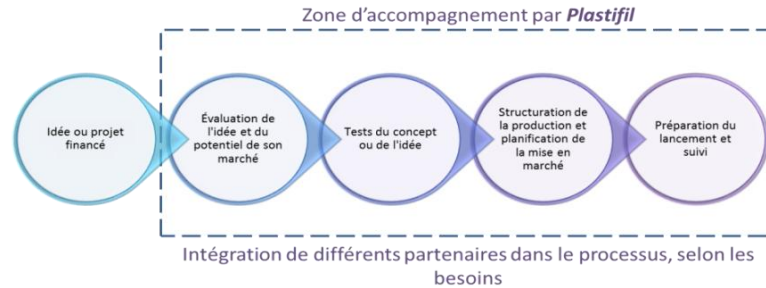 Zone d'accompagnement par Plastifil
Idée ou projet
financé
Évaluation de
l'idée et du
potentiel de son
marché
Tests du concept
ou de l'idée
Structuration de
la production et
planification de
la mise en
marché
Préparation du
lancement et
suivi
Intégration de différents partenaires dans le processus, selon les
besoins